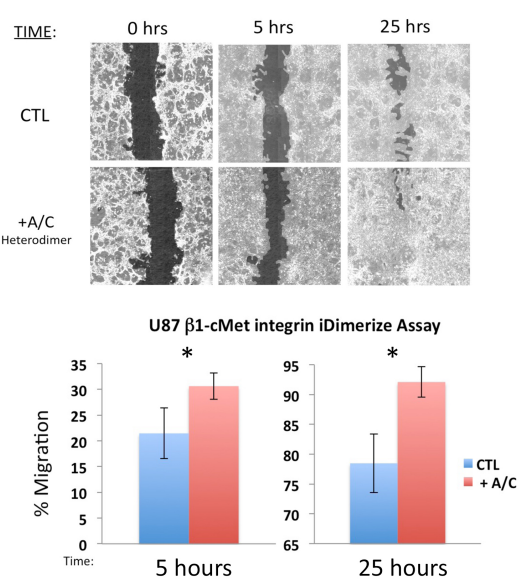 TIME: 0 hrs 5 hrs 25 hrs
CTL
+A/C
Heterodimer
U87 β1-cMet integrin iDimerize Assay
% Migration
35
30
25
20
15
10
5
0
*
95
90
85
80
75
70
65
*
CTL
+ A/C
Time: 5 hours 25 hours